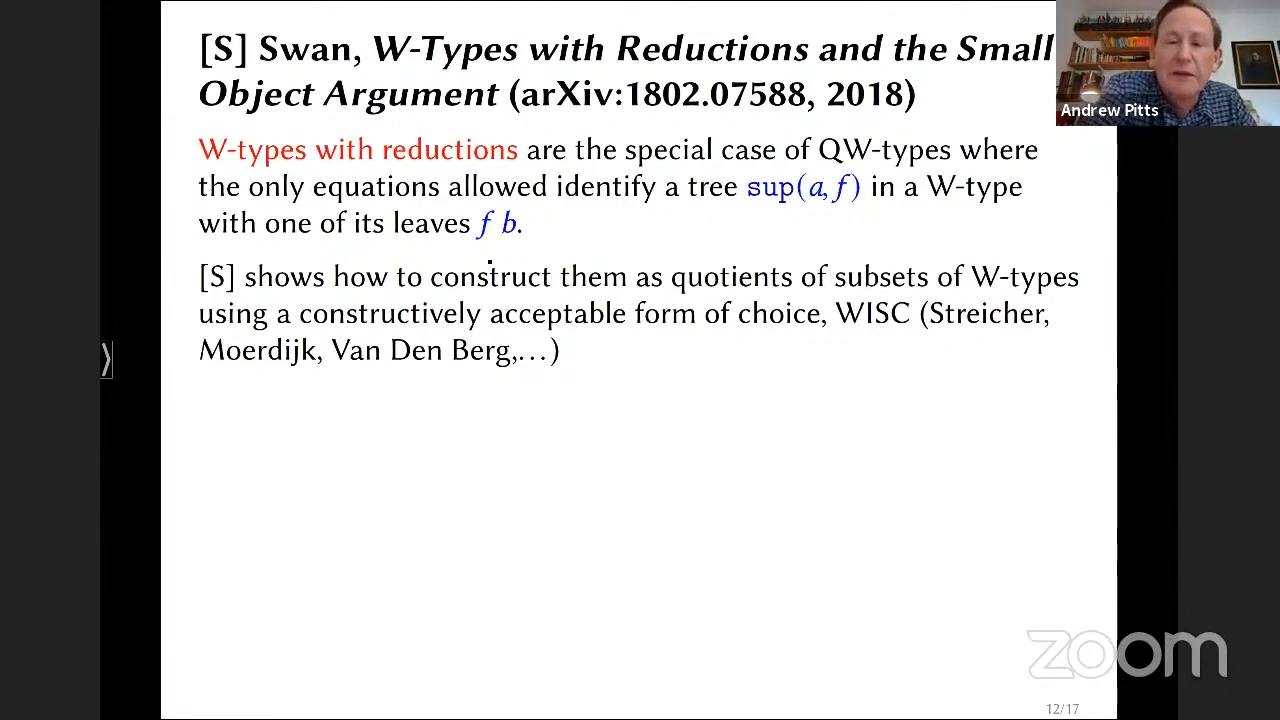 [S] Swan, W-Types with Reductions and the Small
Object Argument (arXiv:1802.07588, 2018)
Andrew Pitts
W-types with reductions are the special case of QW-types where
the only equations allowed identify a tree sup(a, f) in a W-type
with one of its leaves f b.
[S] shows how to construct them as quotients of subsets of W-types
using a constructively acceptable form of choice, WISC (Streicher,
Moerdijk, Van Den Berg,…)
zoom
12/17